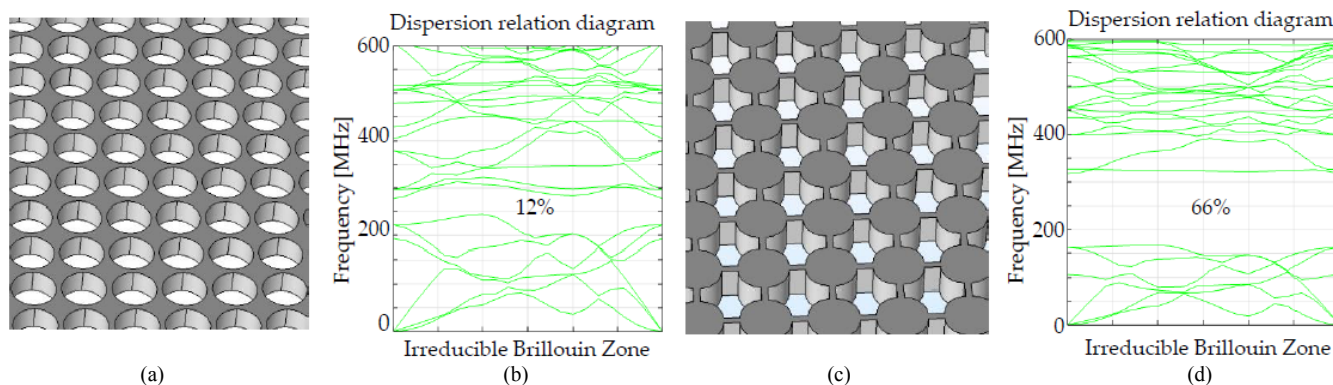 Dispersion relation diagram
600
400
200
0
Frequency [MHz]
12%
Irreducible Brillouin Zone
Dispersion relation diagram
600
400
200
0
Frequency [MHz]
66%
Irreducible Brillouin Zone
(a)
(b)
(c)
(d)